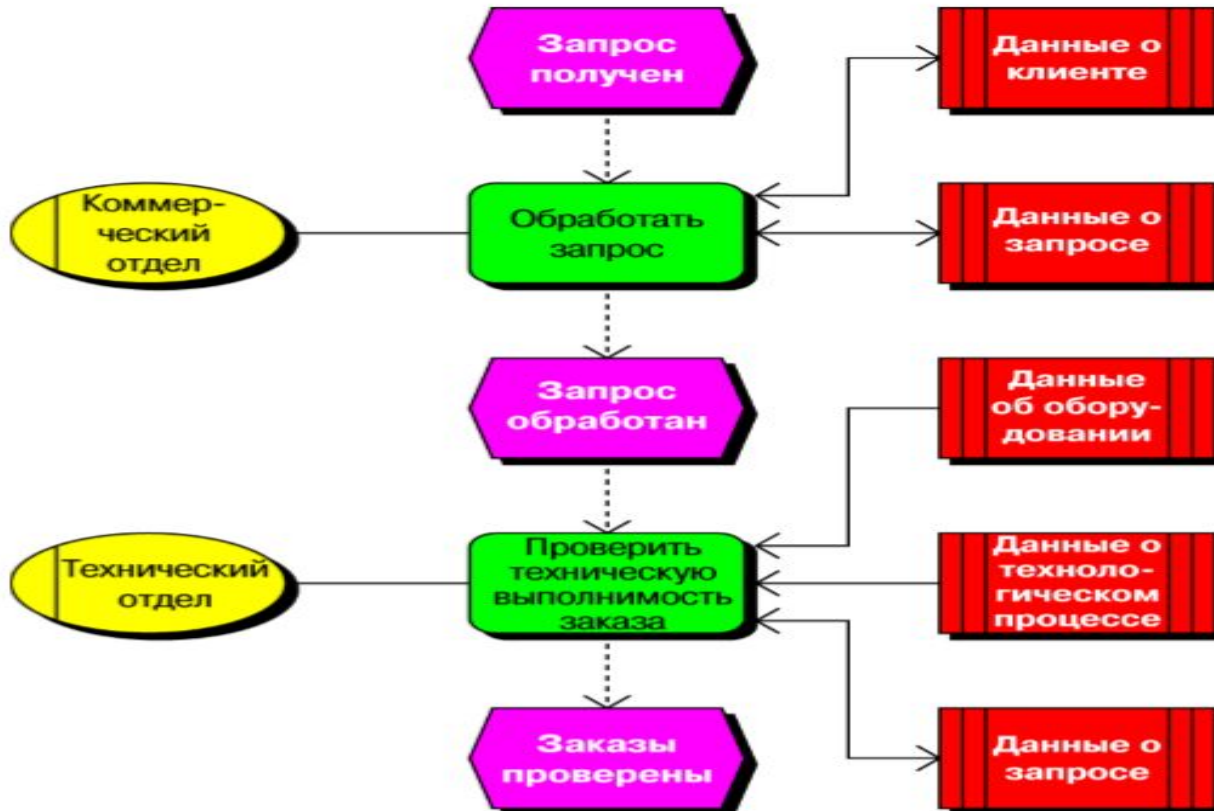 Запрос
получен
Данные о
клиенте
Коммер-
ческий
отдел
Обработать
запрос
Данные о
запросе
Запрос
обработан
Данные
об обору-
довании
Технический
отдел
Проверить
техническую
выполнимость
заказа
Данные о
техноло-
гическом
процессе
Заказы
проверены
Данные о
запросе